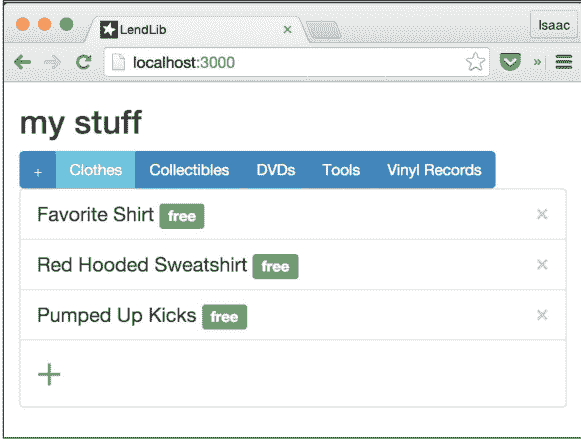 LendLib ×
Isaac
localhost:3000 »
my stuff
+ Clothes Collectibles DVDs Tools Vinyl Records
Favorite Shirt free ×
Red Hooded Sweatshirt free ×
Pumped Up Kicks free ×
+